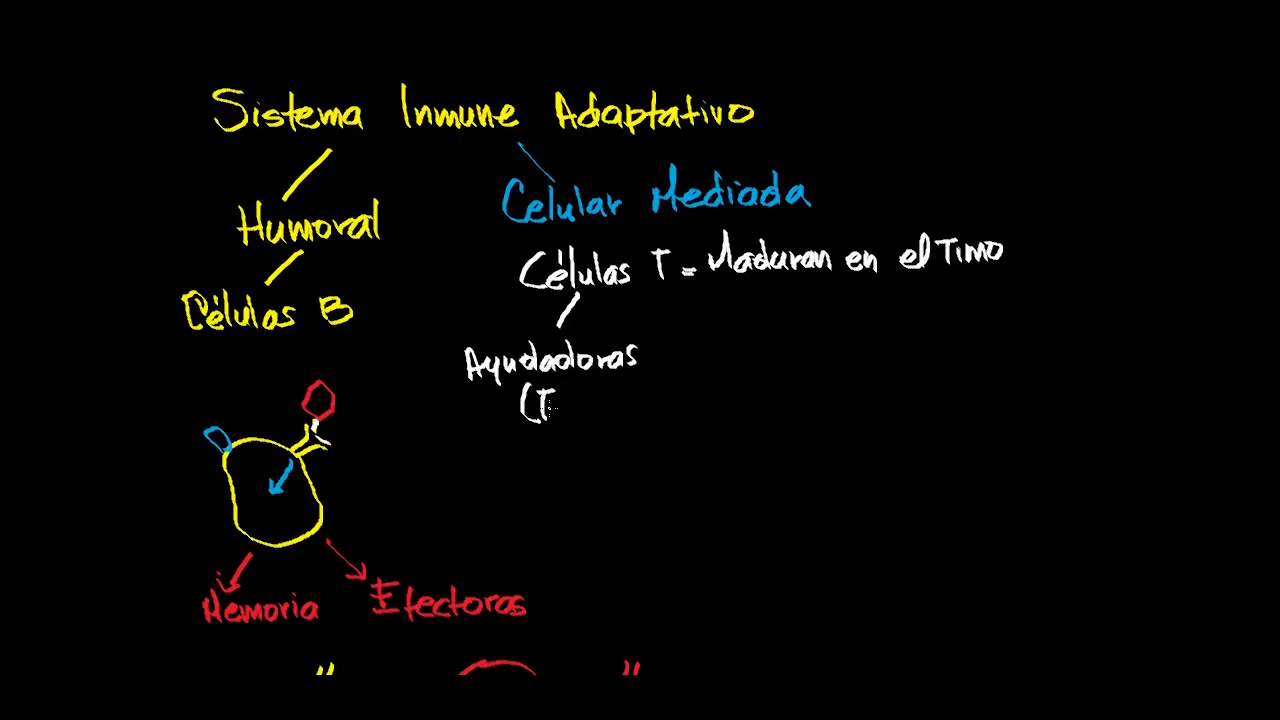 Sistema Inmune Adaptativo
Celular Mediada
Humoral
Células T = Maduran en el Timo
Células B
Ayudadoras
(T
Memoria
Efectoras